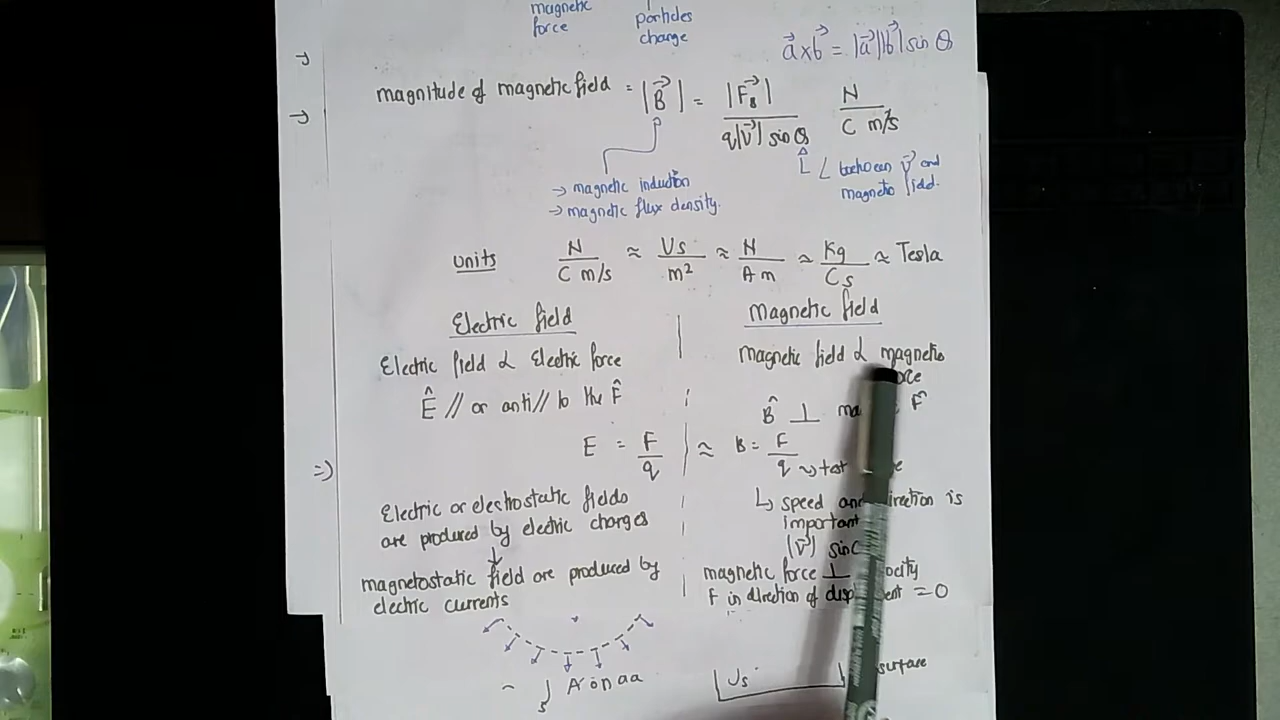 magnetic
force
particles
charge
a⃗ x b⃗ = |a⃗||b⃗| sin θ
magnitude of magnetic field = |B⃗| = |F⃗B| / q|v⃗| sin θ N / C m/s
∠ between v⃗ and
magnetic field.
→ magnetic induction
→ magnetic flux density.
units N / C m/s ≈ Vs / m² ≈ N / A m ≈ Kg / Cs ≈ Tesla
Electric field
Magnetic field
Electric field α Electric force
magnetic field α magnetic
Ê // or anti// to the F̂
B̂ ⊥ F̂
E = F / q ≈ B = F / q
Electric or electrostatic fields
are produced by electric charges
↳ speed and direction is
important
|v⃗|
magnetostatic field are produced by
electric currents
magnetic force ⊥
F in direction of = 0
∫
s
Us
surface